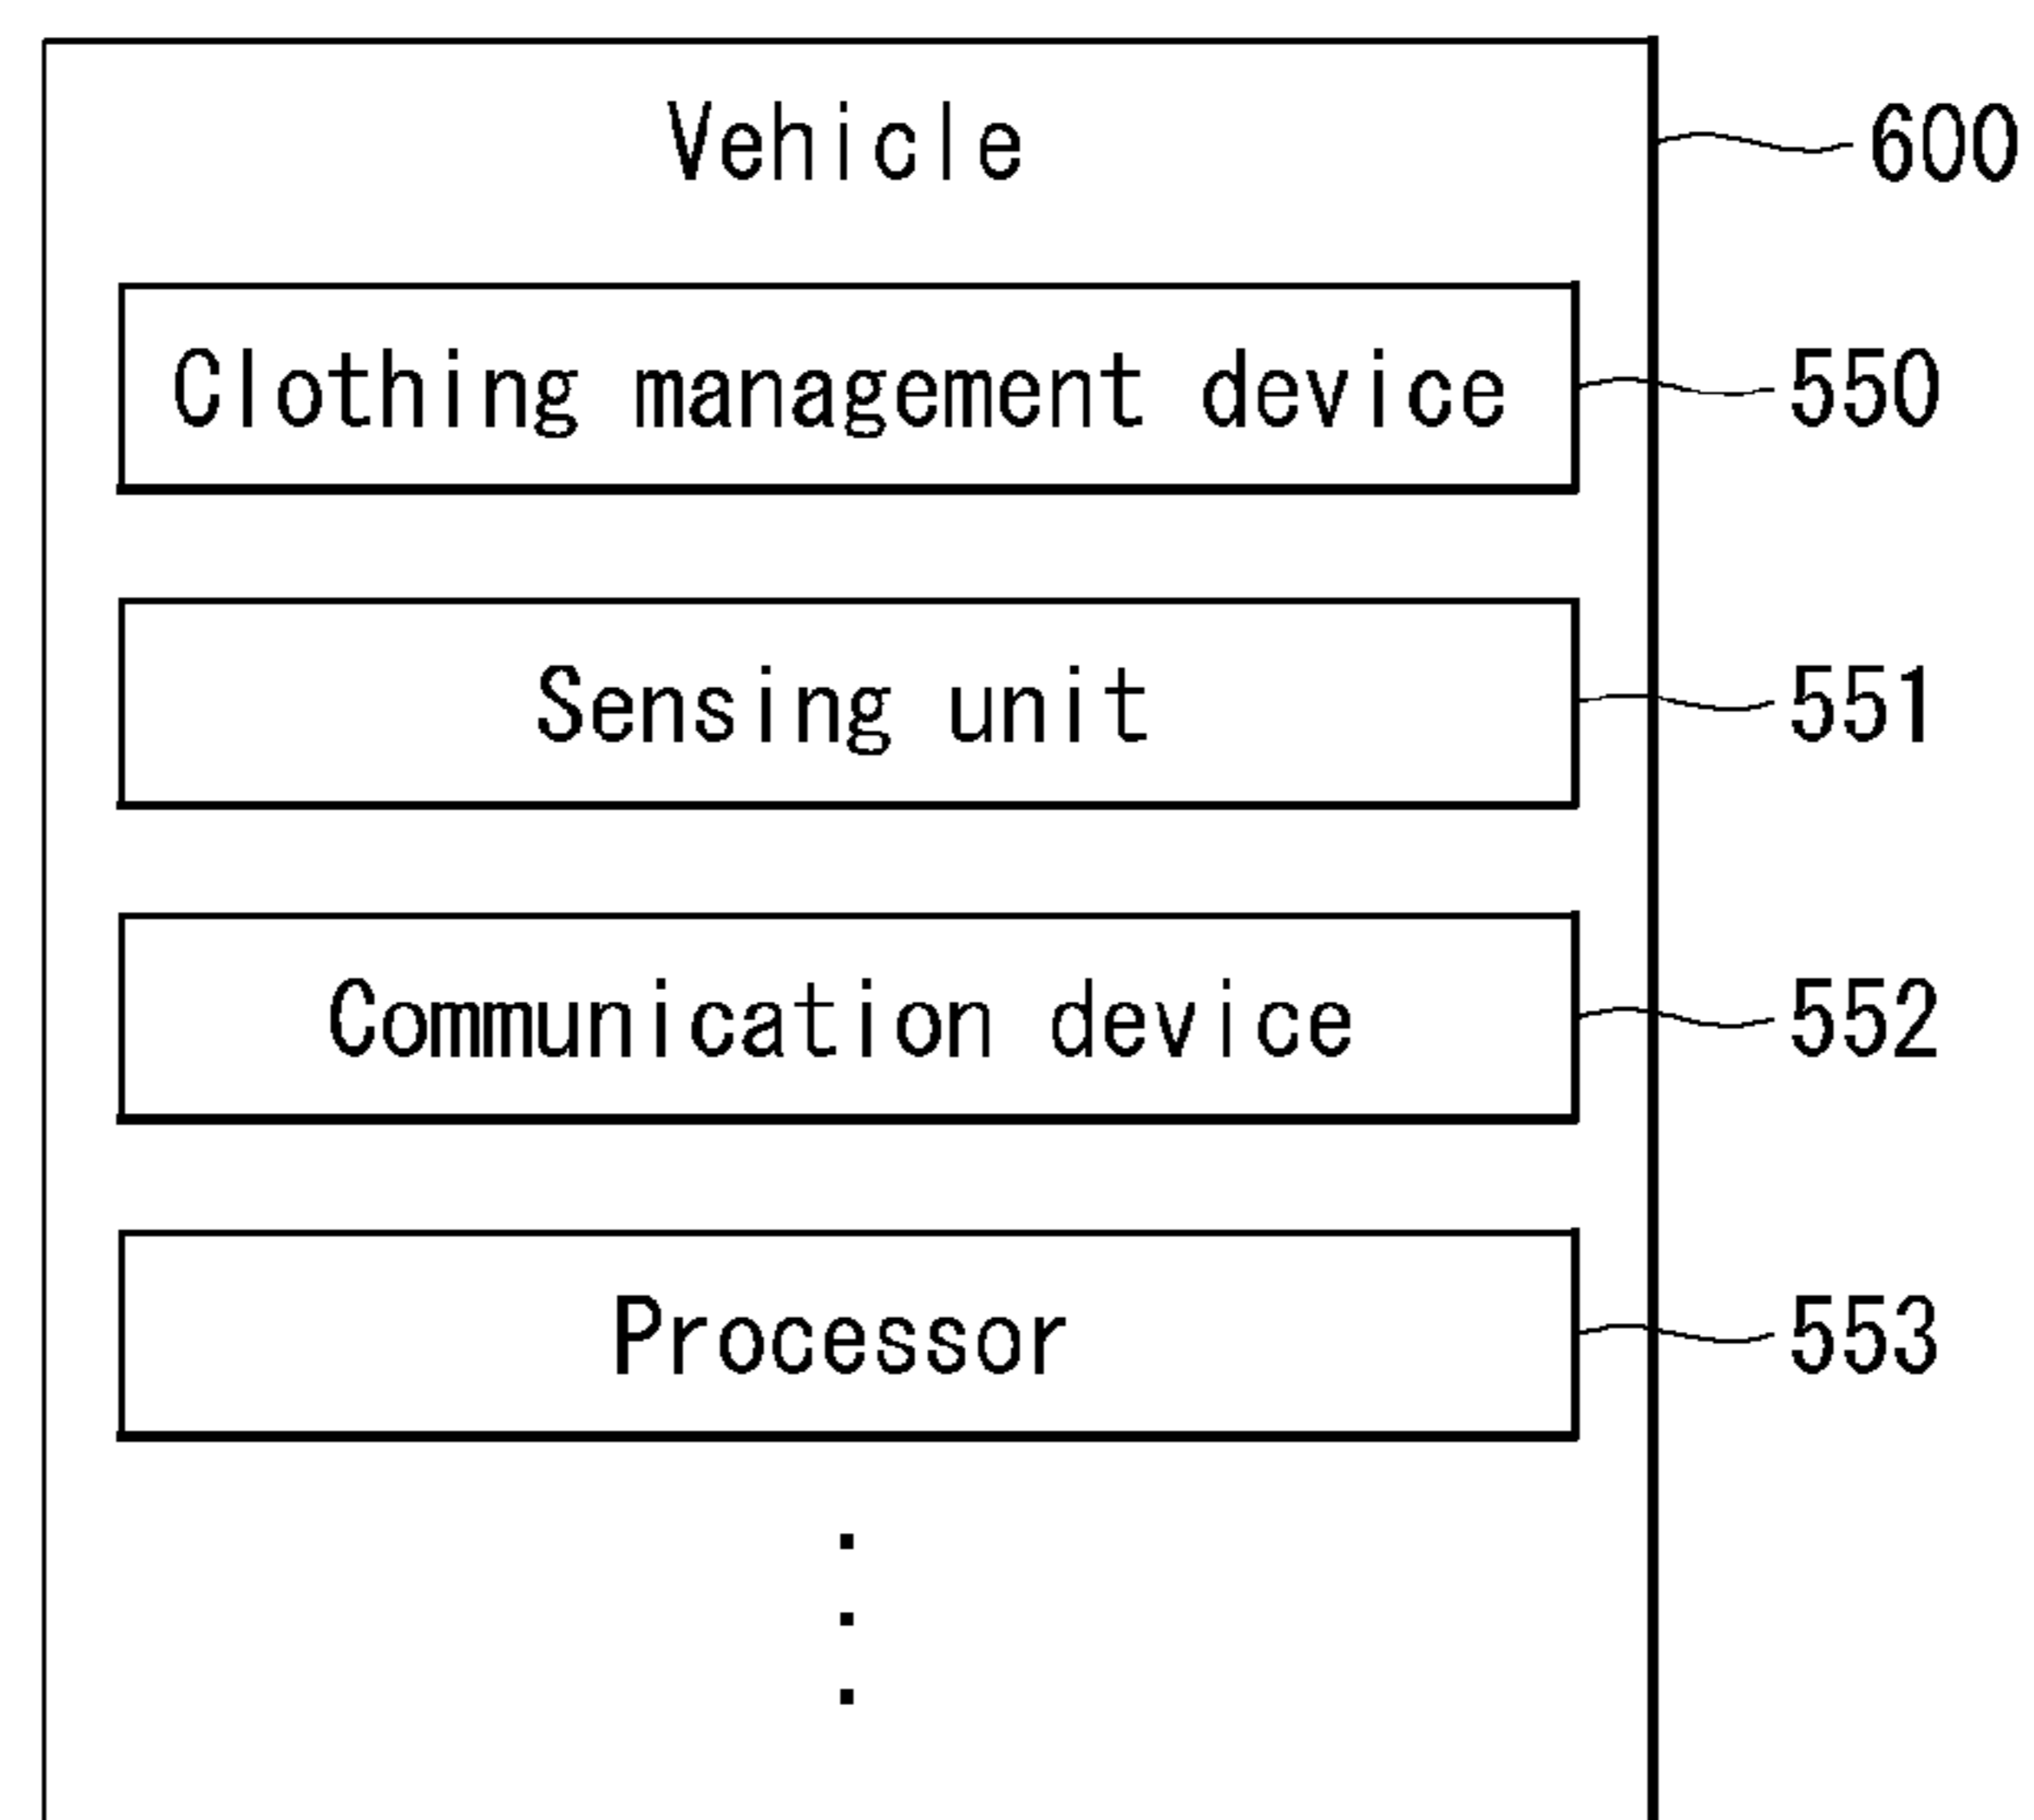 Vehicle 600
Clothing management device 550
Sensing unit 551
Communication device 552
Processor 553